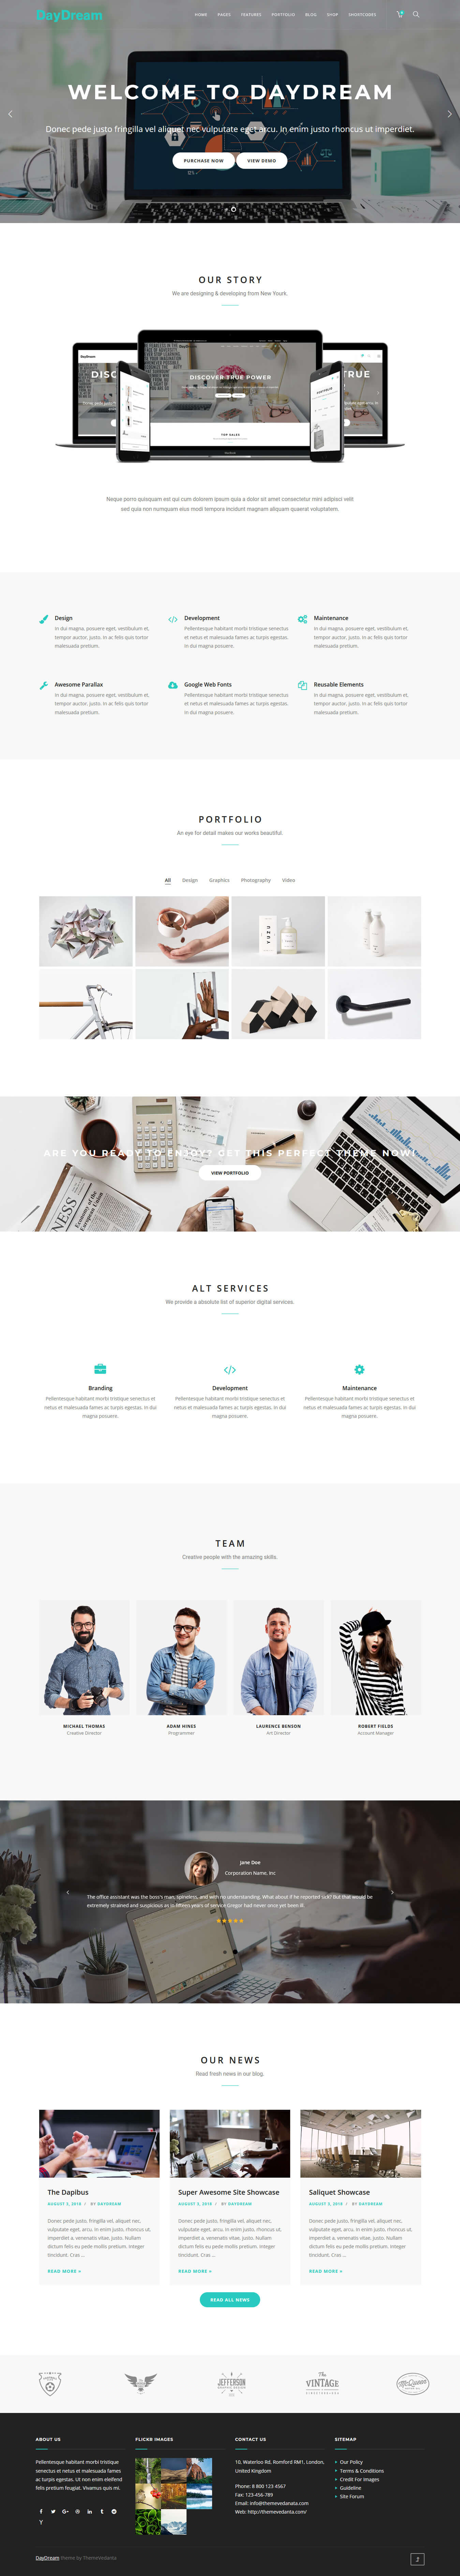 DayDream
HOME PAGES FEATURES PORTFOLIO BLOG SHOP SHORTCODES
WELCOME TO DAYDREAM
Donec pede justo fringilla vel aliquet nec vulputate eget arcu. In enim justo rhoncus ut imperdiet.
PURCHASE NOW VIEW DEMO
OUR STORY
We are designing & developing from New Yourk.
DayDream
DISCOVER TRUE POWER
TOP SALES
PORTFOLIO
Neque porro quisquam est qui cum dolorem ipsum quia a dolor sit amet consectetur mini adipisci velit
sed quia non numquam eius modi tempora incidunt magnam aliquam quaerat voluptatem.
Design
In dui magna, posuere eget, vestibulum et,
tempor auctor, justo. In ac felis quis tortor
malesuada pretium.
Development
Pellentesque habitant morbi tristique senectus
et netus et malesuada fames ac turpis egestas.
In dui magna posuere.
Maintenance
In dui magna, posuere eget, vestibulum et,
tempor auctor, justo. In ac felis quis tortor
malesuada pretium.
Awesome Parallax
In dui magna, posuere eget, vestibulum et,
tempor auctor, justo. In ac felis quis tortor
malesuada pretium.
Google Web Fonts
Pellentesque habitant morbi tristique senectus
et netus et malesuada fames ac turpis egestas.
In dui magna posuere.
Reusable Elements
In dui magna, posuere eget, vestibulum et,
tempor auctor, justo. In ac felis quis tortor
malesuada pretium.
PORTFOLIO
An eye for detail makes our works beautiful.
All Design Graphics Photography Video
YUZU
ARE YOU READY TO ENJOY? GET THIS PERFECT THEME NOW!
VIEW PORTFOLIO
NEWS
ALT SERVICES
We provide a absolute list of superior digital services.
Branding
Pellentesque habitant morbi tristique senectus et
netus et malesuada fames ac turpis egestas. In dui
magna posuere.
Development
Pellentesque habitant morbi tristique senectus et
netus et malesuada fames ac turpis egestas. In dui
magna posuere.
Maintenance
Pellentesque habitant morbi tristique senectus et
netus et malesuada fames ac turpis egestas. In dui
magna posuere.
TEAM
Creative people with the amazing skills.
MICHAEL THOMAS
Creative Director
ADAM HINES
Programmer
LAURENCE BENSON
Art Director
ROBERT FIELDS
Account Manager
Jane Doe
Corporation Name, Inc
The office assistant was the boss's man, spineless, and with no understanding. What about if he reported sick? But that would be
extremely strained and suspicious as in fifteen years of service Gregor had never once yet been ill.
OUR NEWS
Read fresh news in our blog.
The Dapibus
AUGUST 3, 2018 / BY DAYDREAM
Donec pede justo, fringilla vel, aliquet nec,
vulputate eget, arcu. In enim justo, rhoncus ut,
imperdiet a, venenatis vitae, justo. Nullam
dictum felis eu pede mollis pretium. Integer
tincidunt. Cras ...
READ MORE »
Super Awesome Site Showcase
AUGUST 3, 2018 / BY DAYDREAM
Donec pede justo, fringilla vel, aliquet nec,
vulputate eget, arcu. In enim justo, rhoncus ut,
imperdiet a, venenatis vitae, justo. Nullam
dictum felis eu pede mollis pretium. Integer
tincidunt. Cras ...
READ MORE »
Saliquet Showcase
AUGUST 3, 2018 / BY DAYDREAM
Donec pede justo, fringilla vel, aliquet nec,
vulputate eget, arcu. In enim justo, rhoncus ut,
imperdiet a, venenatis vitae, justo. Nullam
dictum felis eu pede mollis pretium. Integer
tincidunt. Cras ...
READ MORE »
READ ALL NEWS
JEFFERSON
The
VINTAGE
McQueen
ABOUT US
Pellentesque habitant morbi tristique
senectus et netus et malesuada fames
ac turpis egestas. Ut non enim eleifend
felis pretium feugiat. Vivamus quis mi.
FLICKR IMAGES
CONTACT US
10, Waterloo Rd, Romford RM1, London,
United Kingdom
Phone: 8 800 123 4567
Fax: 123-456-789
Email: info@themevedanata.com
Web: http://themevedanta.com/
SITEMAP
Our Policy
Terms & Conditions
Credit For Images
Guideline
Site Forum
DayDream theme by ThemeVedanta